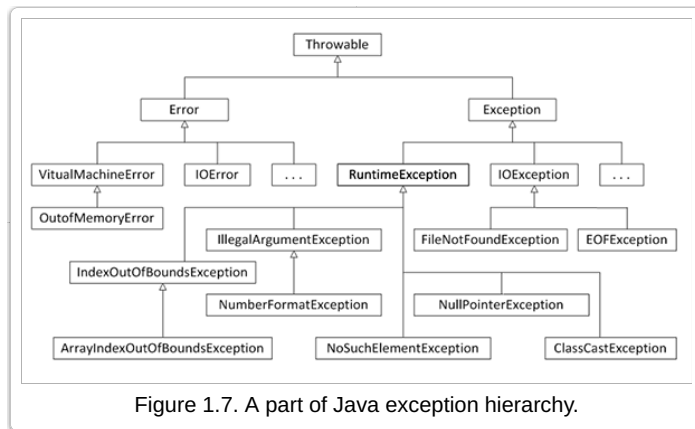 Throwable
Error
Exception
VitualMachineError
IOError
...
RuntimeException
IOException
...
OutofMemoryError
IllegalArgumentException
FileNotFoundException
EOFException
IndexOutOfBoundsException
NumberFormatException
NullPointerException
ArrayIndexOutOfBoundsException
NoSuchElementException
ClassCastException
Figure 1.7. A part of Java exception hierarchy.